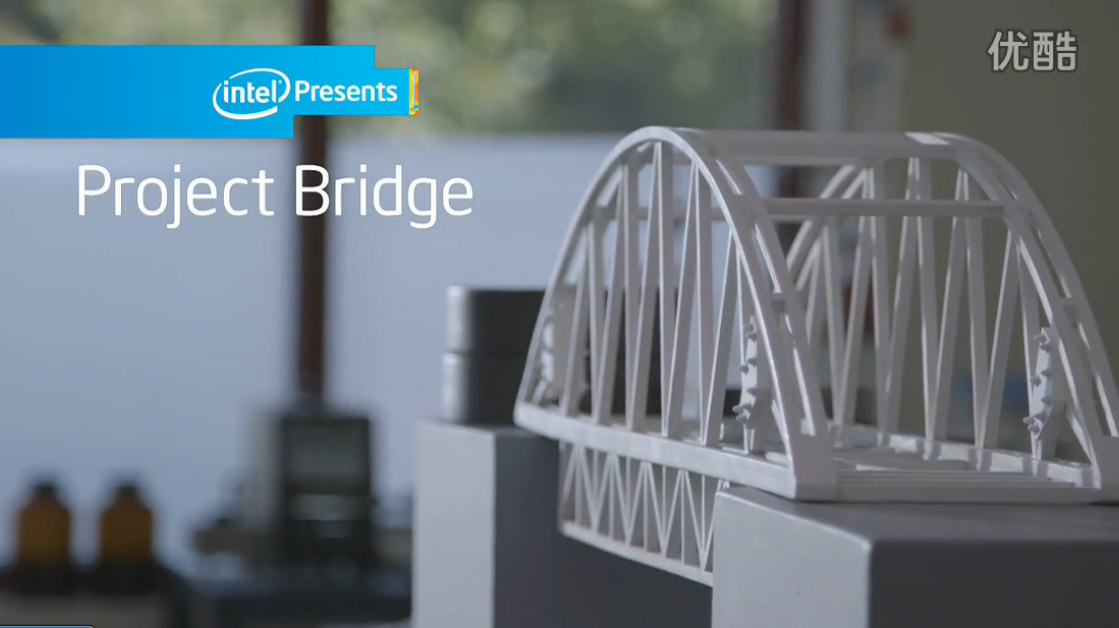 优酷
intel Presents
Project Bridge